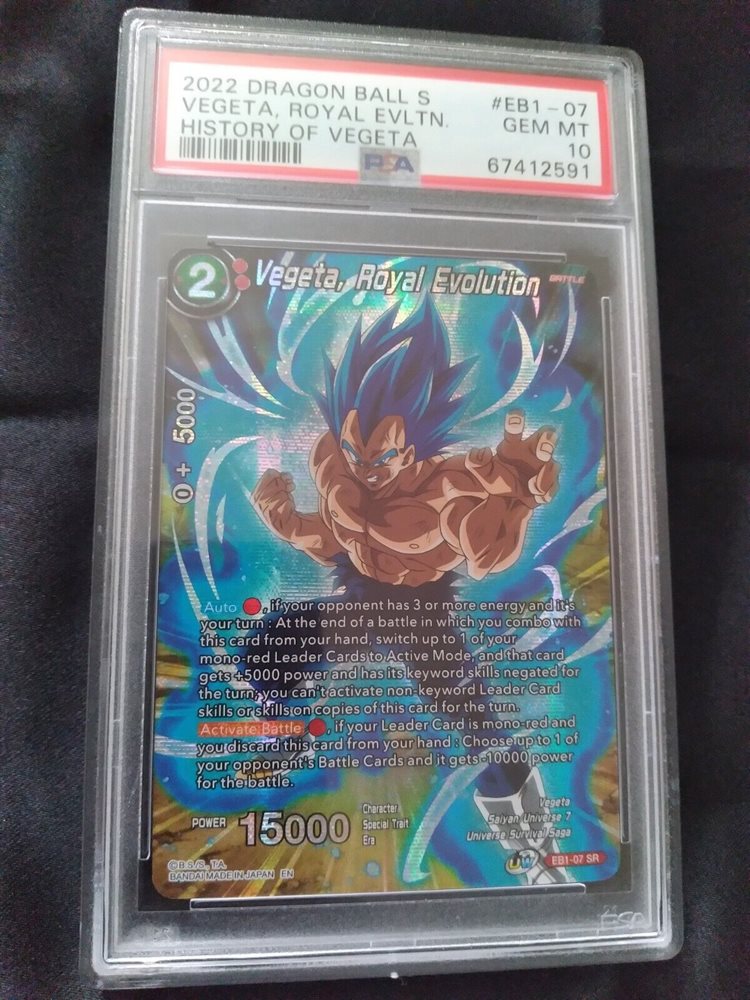 2022 DRAGON BALL S #EB1-07
VEGETA, ROYAL EVLTN. GEM MT
HISTORY OF VEGETA 10
PSA 67412591
2 Vegeta, Royal Evolution BATTLE
0 + 5000
Auto , if your opponent has 3 or more energy and it's
your turn : At the end of a battle in which you combo with
this card from your hand, switch up to 1 of your
mono-red Leader Cards to Active Mode, and that card
gets +5000 power and has its keyword skills negated for
the turn; you can't activate non-keyword Leader Card
skills or skills on copies of this card for the turn.
Activate:Battle , if your Leader Card is mono-red and
you discard this card from your hand : Choose up to 1 of
your opponent's Battle Cards and it gets -10000 power
for the battle.
POWER 15000
Character Vegeta
Special Trait Saiyan Universe 7
Era Universe Survival Saga
©B.S./S., T.A.
BANDAI MADE IN JAPAN EN
UW EB1-07 SR